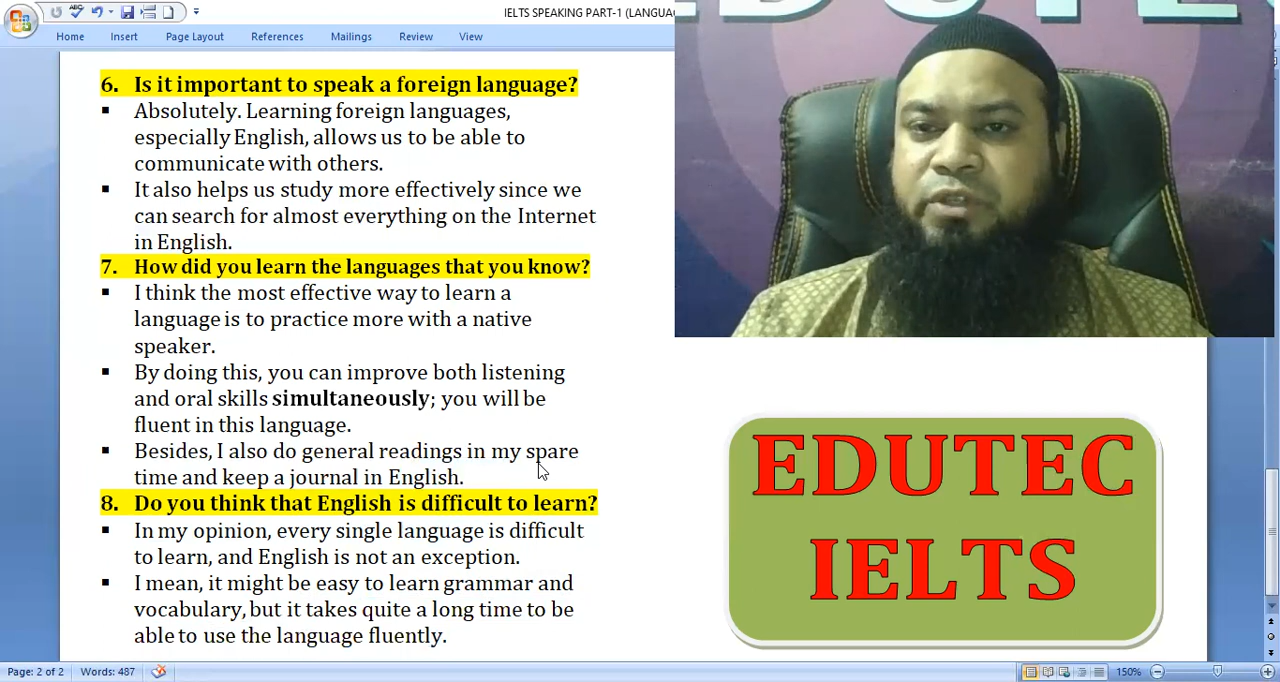 IELTS SPEAKING PART-1 (LANGUA
EDUTEC
Home Insert Page Layout References Mailings Review View
6. Is it important to speak a foreign language?
▪ Absolutely. Learning foreign languages,
especially English, allows us to be able to
communicate with others.
▪ It also helps us study more effectively since we
can search for almost everything on the Internet
in English.
7. How did you learn the languages that you know?
▪ I think the most effective way to learn a
language is to practice more with a native
speaker.
▪ By doing this, you can improve both listening
and oral skills simultaneously; you will be
fluent in this language.
▪ Besides, I also do general readings in my spare
time and keep a journal in English.
8. Do you think that English is difficult to learn?
▪ In my opinion, every single language is difficult
to learn, and English is not an exception.
▪ I mean, it might be easy to learn grammar and
vocabulary, but it takes quite a long time to be
able to use the language fluently.
EDUTEC
IELTS
Page: 2 of 2 Words: 487 150%